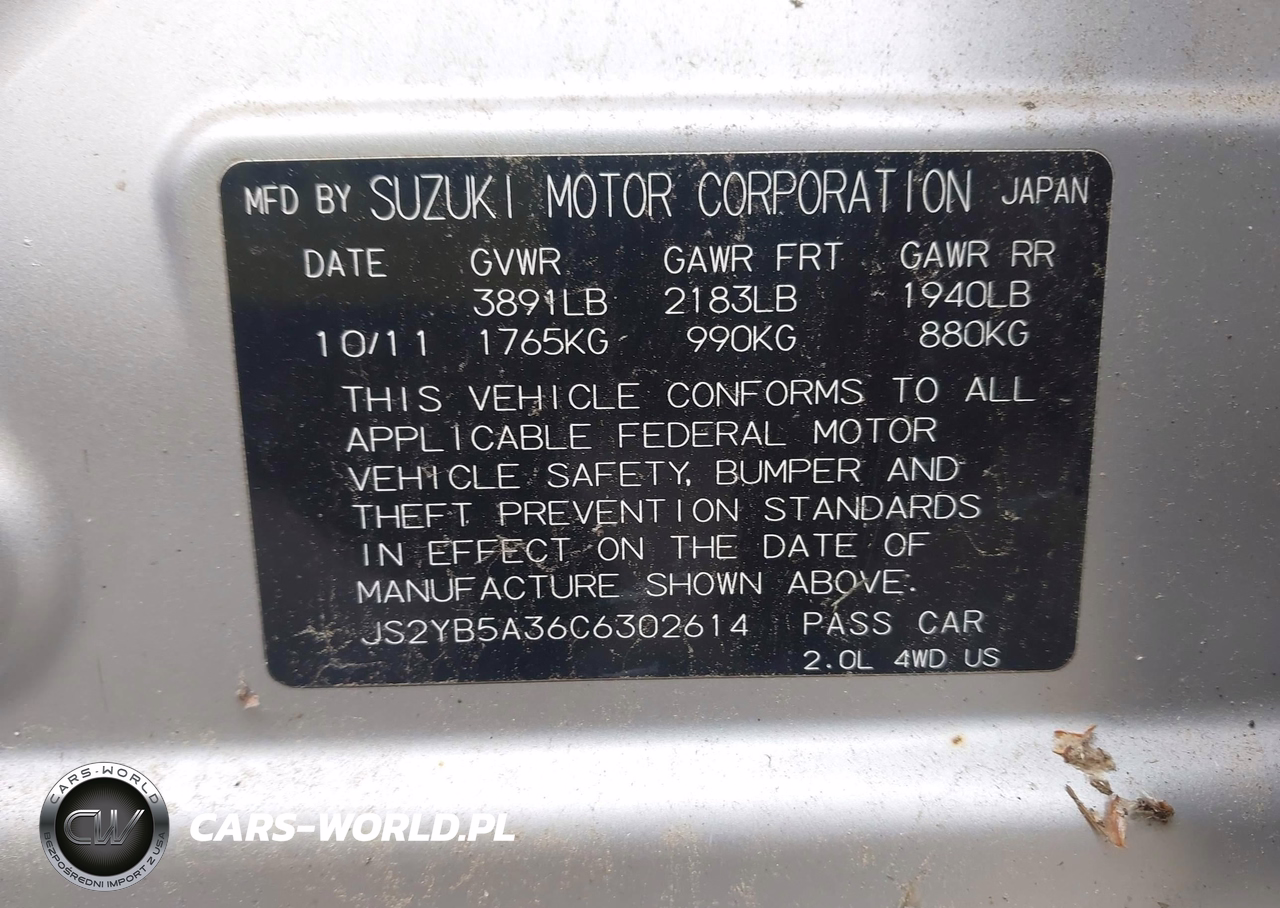 MFD BY SUZUKI MOTOR CORPORATION JAPAN
DATE GVWR GAWR FRT GAWR RR
3891LB 2183LB 1940LB
10/11 1765KG 990KG 880KG
THIS VEHICLE CONFORMS TO ALL
APPLICABLE FEDERAL MOTOR
VEHICLE SAFETY, BUMPER AND
THEFT PREVENTION STANDARDS
IN EFFECT ON THE DATE OF
MANUFACTURE SHOWN ABOVE.
JS2YB5A36C6302614 PASS CAR
2.0L 4WD US
CARS-WORLD
CW
BEZPOŚREDNI IMPORT Z USA
CARS-WORLD.PL